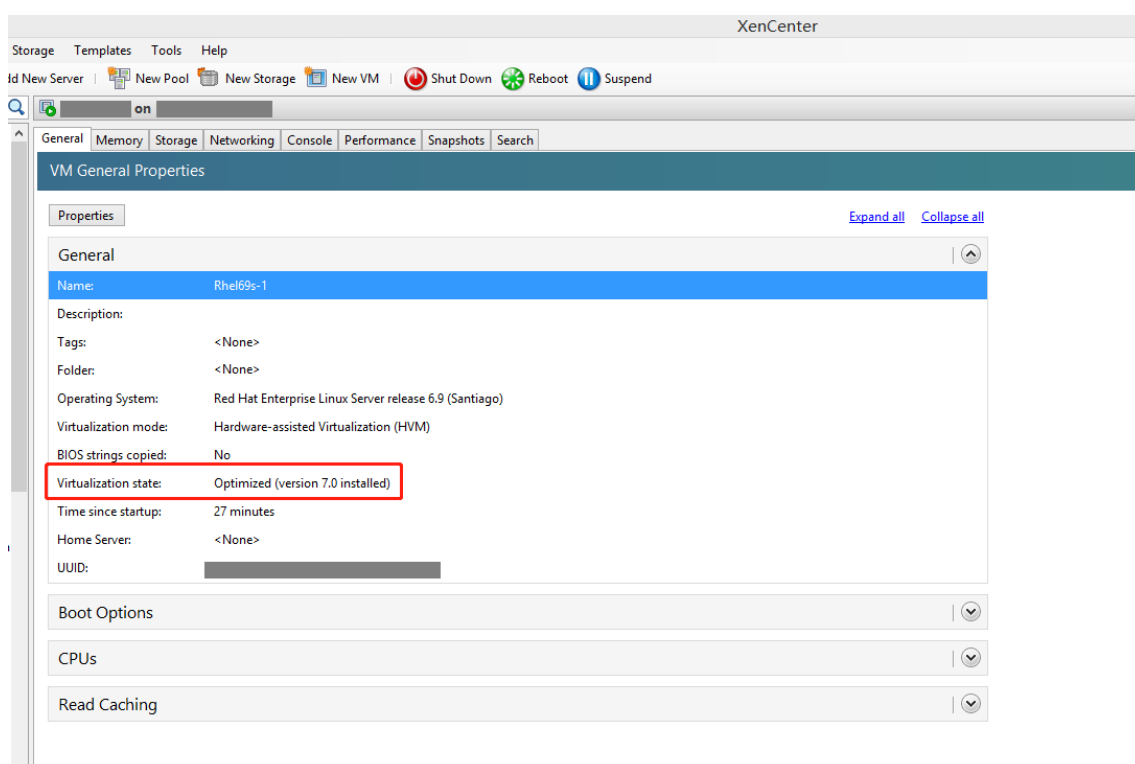 XenCenter
Storage Templates Tools Help
New Server New Pool New Storage New VM Shut Down Reboot Suspend
on
General Memory Storage Networking Console Performance Snapshots Search
VM General Properties
Properties Expand all Collapse all
General
Name: Rhel69s-1
Description:
Tags: <None>
Folder: <None>
Operating System: Red Hat Enterprise Linux Server release 6.9 (Santiago)
Virtualization mode: Hardware-assisted Virtualization (HVM)
BIOS strings copied: No
Virtualization state: Optimized (version 7.0 installed)
Time since startup: 27 minutes
Home Server: <None>
UUID:
Boot Options
CPUs
Read Caching